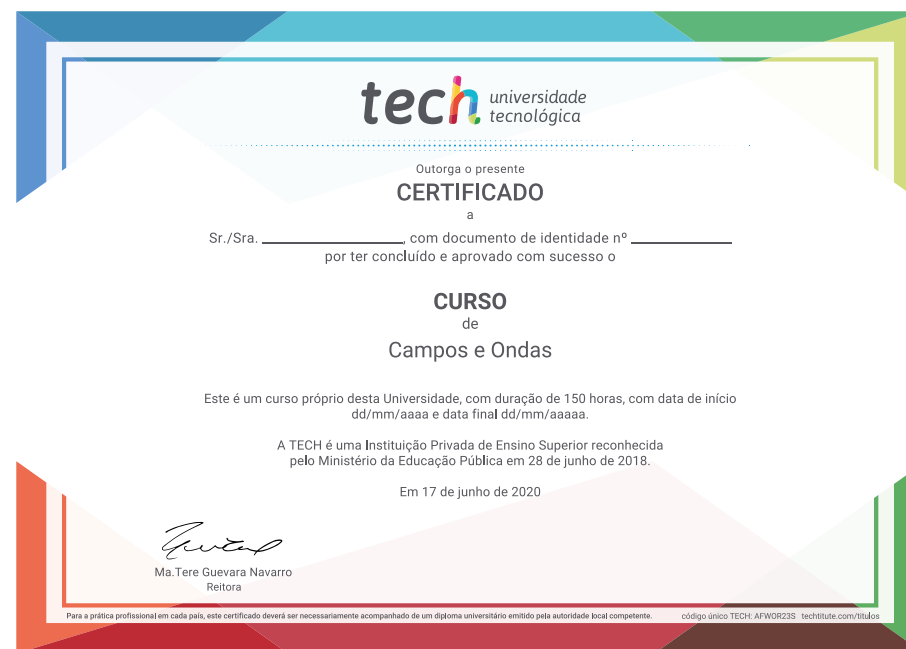 tech universidade
tecnológica
Outorga o presente
CERTIFICADO
a
Sr./Sra. ______________, com documento de identidade nº __________
por ter concluído e aprovado com sucesso o
CURSO
de
Campos e Ondas
Este é um curso próprio desta Universidade, com duração de 150 horas, com data de início
dd/mm/aaaa e data final dd/mm/aaaaa.
A TECH é uma Instituição Privada de Ensino Superior reconhecida
pelo Ministério da Educação Pública em 28 de junho de 2018.
Em 17 de junho de 2020
Ma.Tere Guevara Navarro
Reitora
Para a prática profissional em cada país, este certificado deverá ser necessariamente acompanhado de um diploma universitário emitido pela autoridade local competente. código único TECH: AFWOR23S techtitute.com/titulos